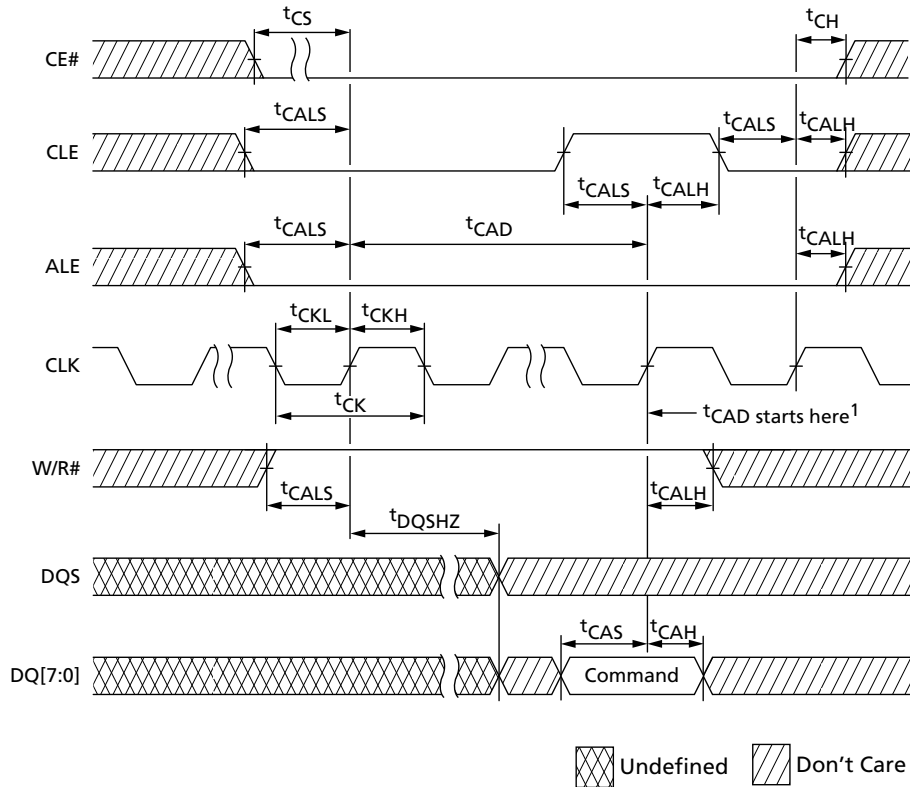 tCS tCH
CE#
tCALS tCALS tCALH
CLE
tCALS tCALH
tCALS tCAD tCALH
ALE
tCKL tCKH
CLK
tCK
tCAD starts here1
W/R#
tCALS tCALH
tDQSHZ
DQS
tCAS tCAH
DQ[7:0] Command
Undefined Don't Care